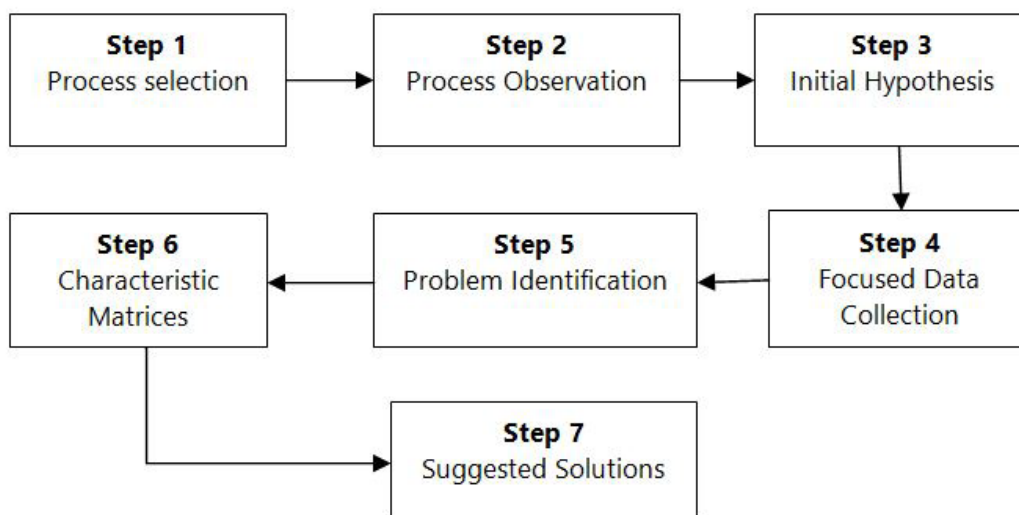 Step 1
Process selection
Step 2
Process Observation
Step 3
Initial Hypothesis
Step 4
Focused Data
Collection
Step 5
Problem Identification
Step 6
Characteristic
Matrices
Step 7
Suggested Solutions